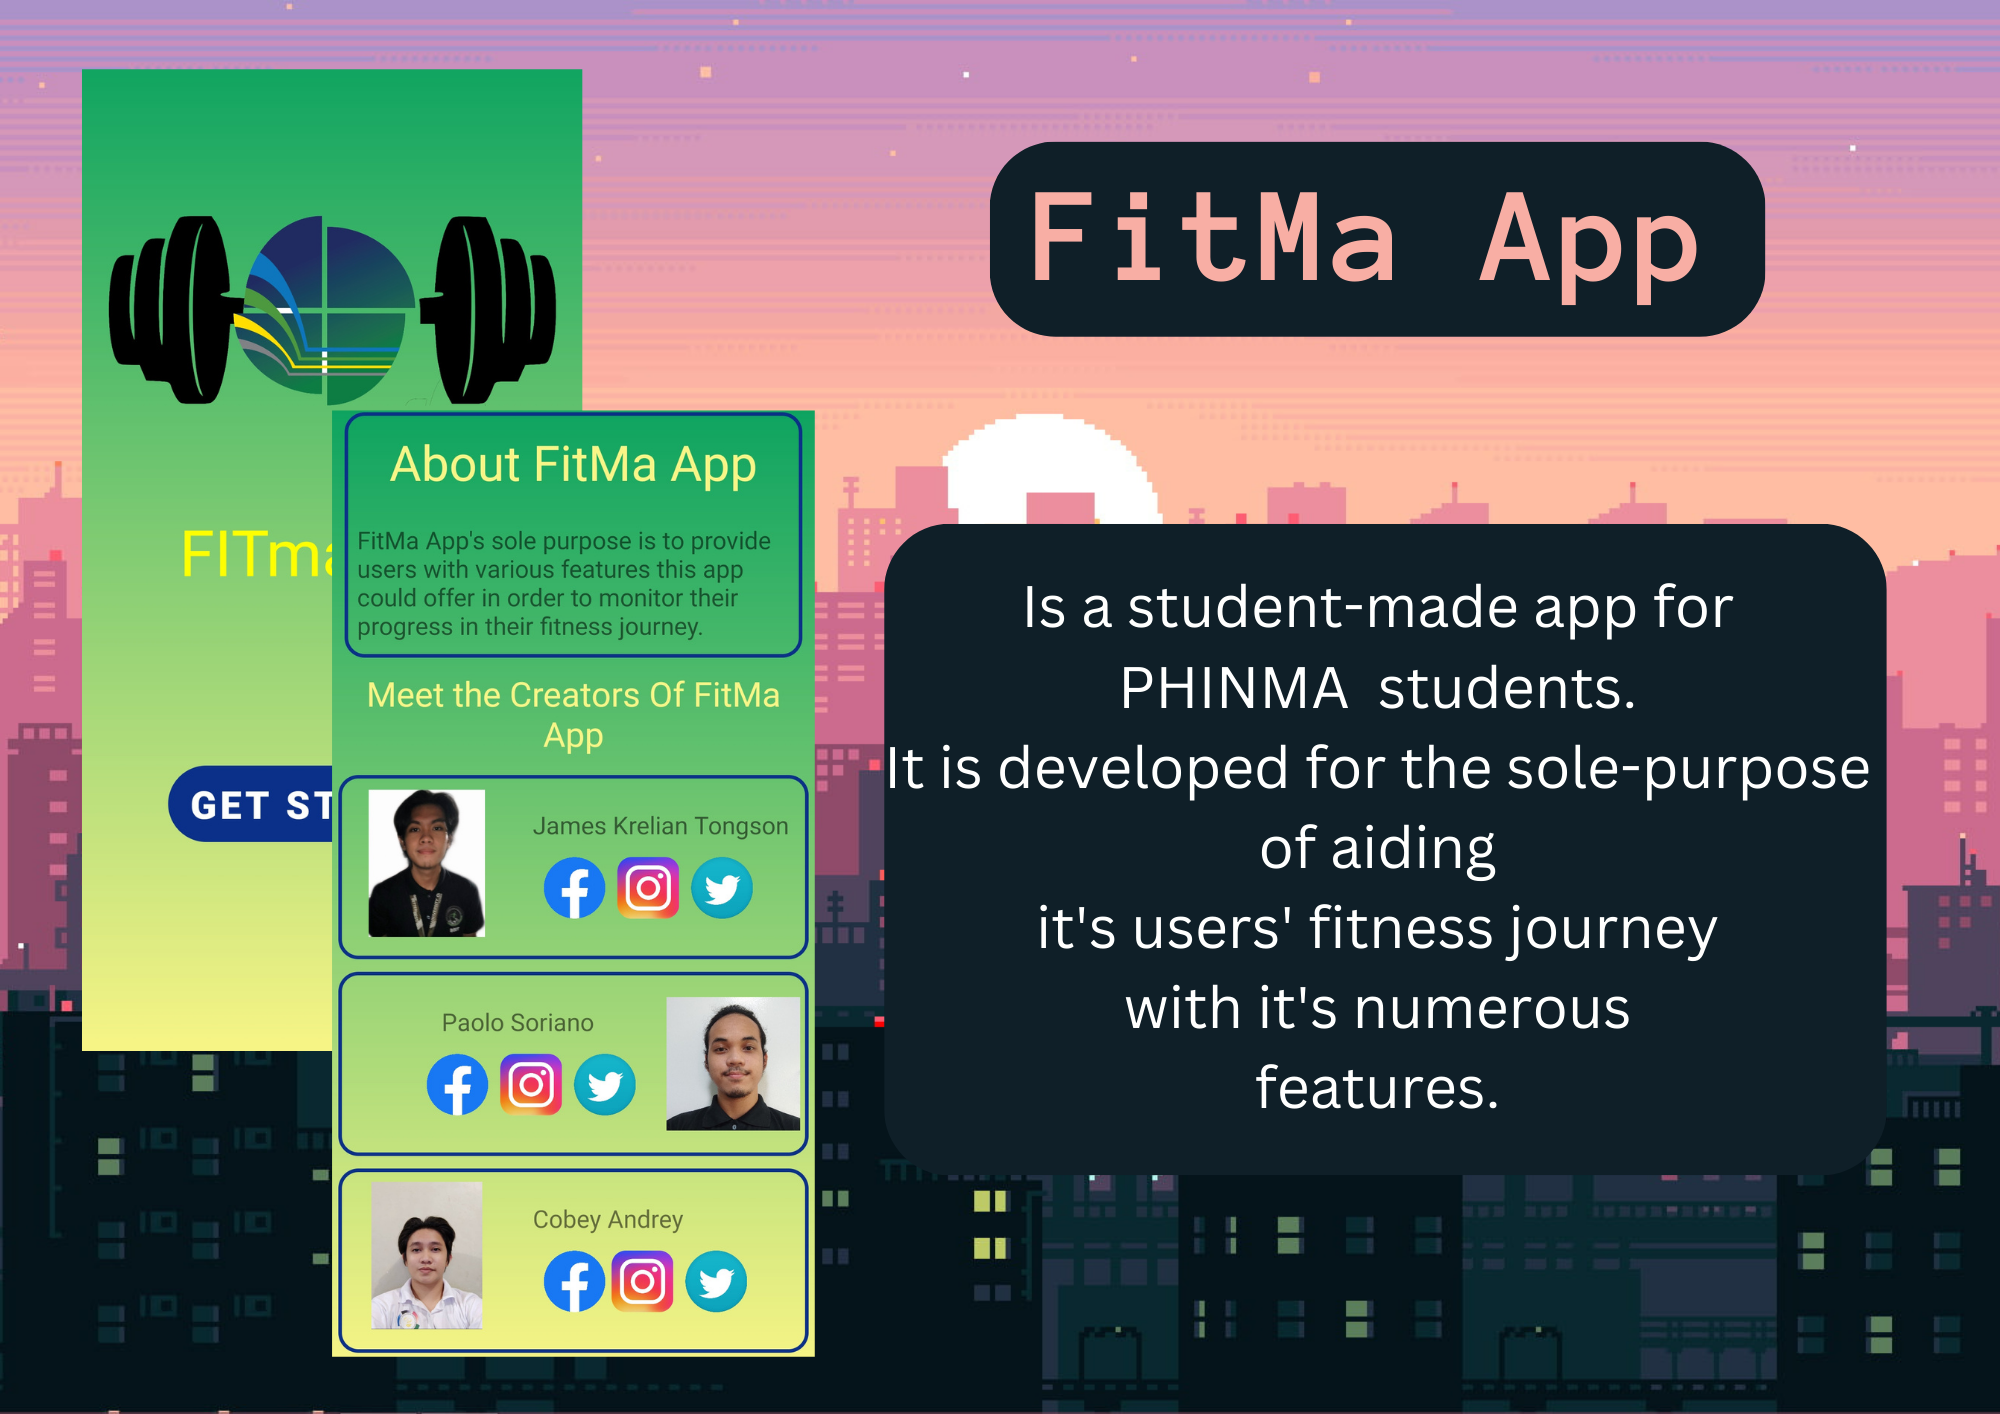 FITma
GET ST
About FitMa App
FitMa App's sole purpose is to provide
users with various features this app
could offer in order to monitor their
progress in their fitness journey.
Meet the Creators Of FitMa
App
James Krelian Tongson
Paolo Soriano
Cobey Andrey
FitMa App
Is a student-made app for
PHINMA students.
It is developed for the sole-purpose
of aiding
it's users' fitness journey
with it's numerous
features.